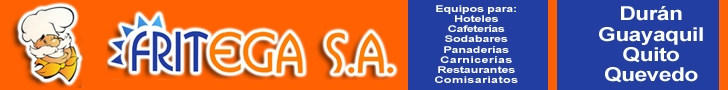 FRITEGA S.A.
Equipos para:
Hoteles
Cafeterías
Sodabares
Panaderías
Carnicerías
Restaurantes
Comisariatos
Durán
Guayaquil
Quito
Quevedo